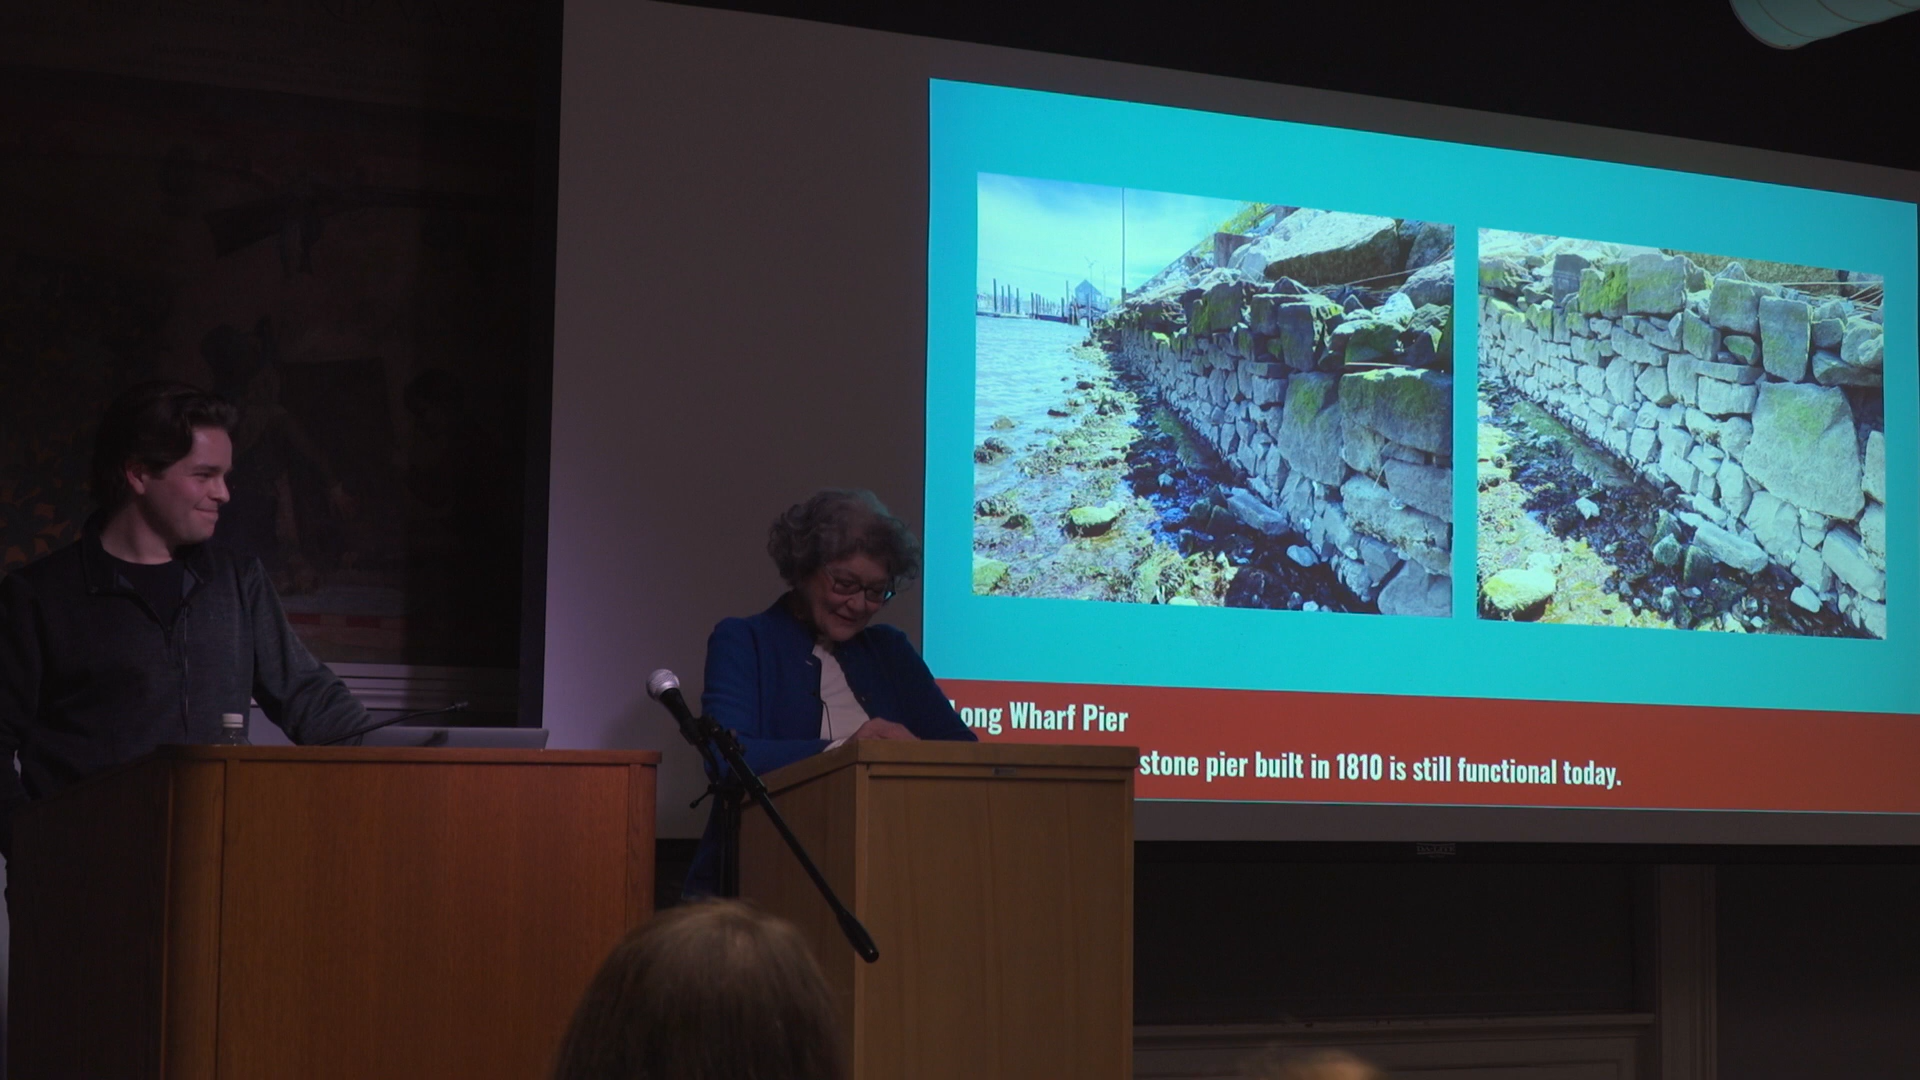 ong Wharf Pier
stone pier built in 1810 is still functional today.